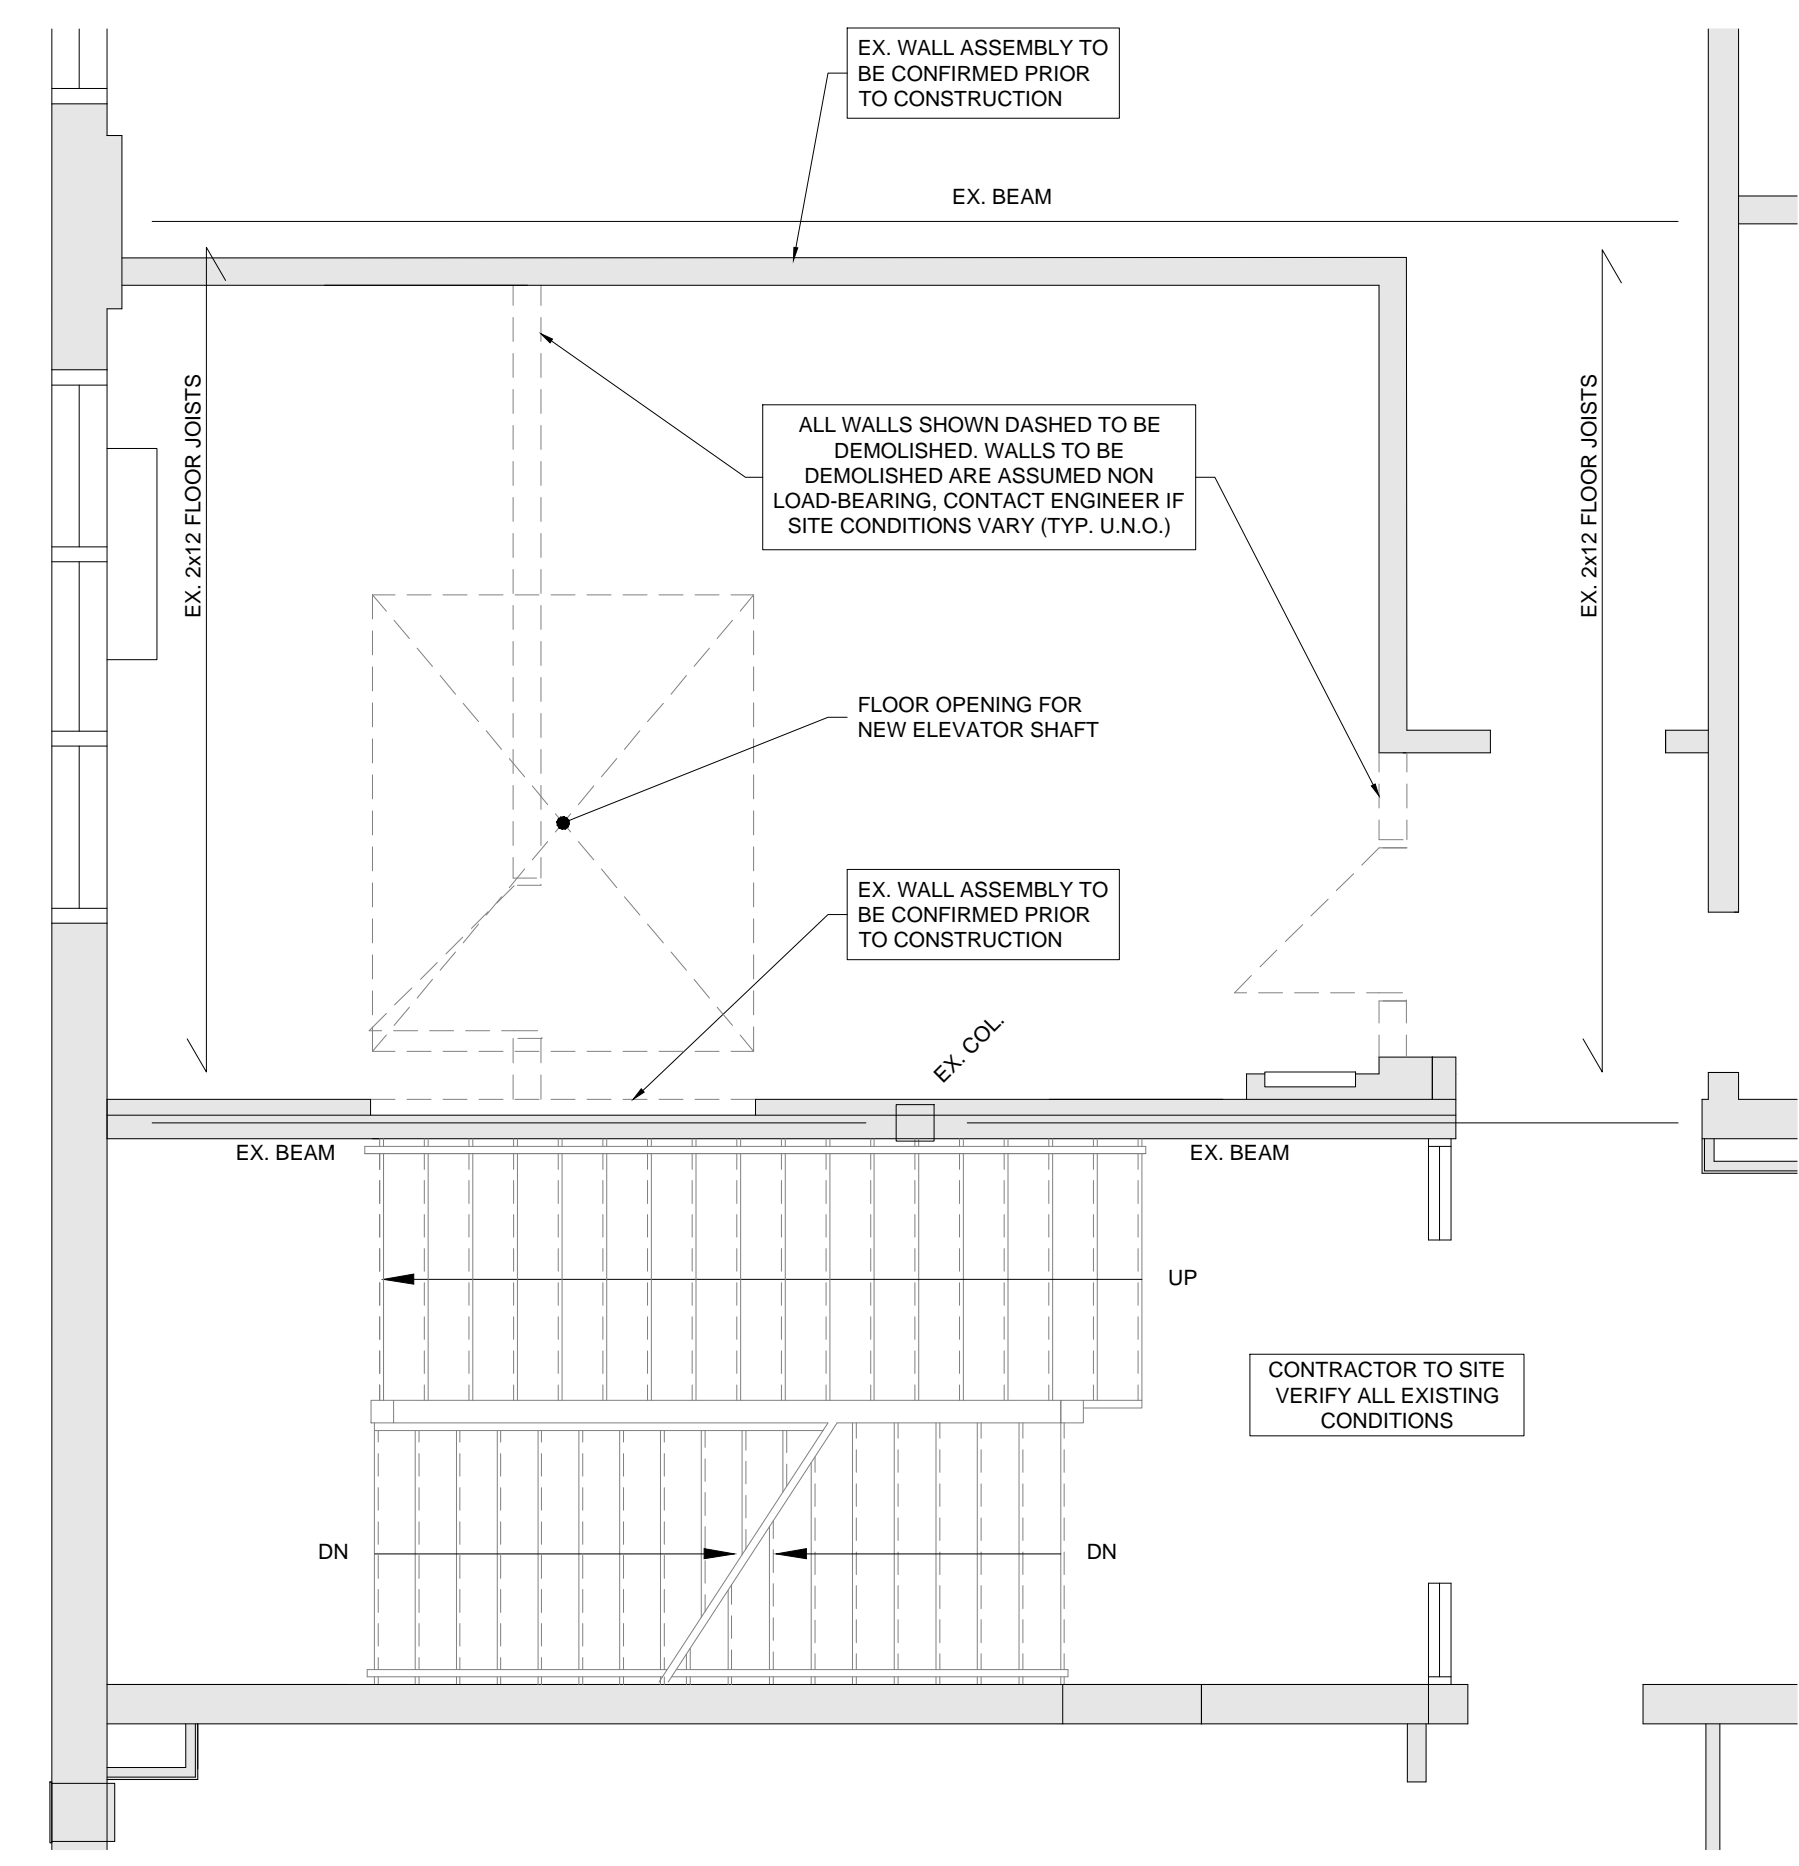 EX. WALL ASSEMBLY TO
BE CONFIRMED PRIOR
TO CONSTRUCTION
EX. BEAM
EX. 2x12 FLOOR JOISTS
EX. 2x12 FLOOR JOISTS
ALL WALLS SHOWN DASHED TO BE
DEMOLISHED. WALLS TO BE
DEMOLISHED ARE ASSUMED NON
LOAD-BEARING, CONTACT ENGINEER IF
SITE CONDITIONS VARY (TYP. U.N.O.)
FLOOR OPENING FOR
NEW ELEVATOR SHAFT
EX. WALL ASSEMBLY TO
BE CONFIRMED PRIOR
TO CONSTRUCTION
EX. COL.
EX. BEAM
EX. BEAM
UP
CONTRACTOR TO SITE
VERIFY ALL EXISTING
CONDITIONS
DN
DN